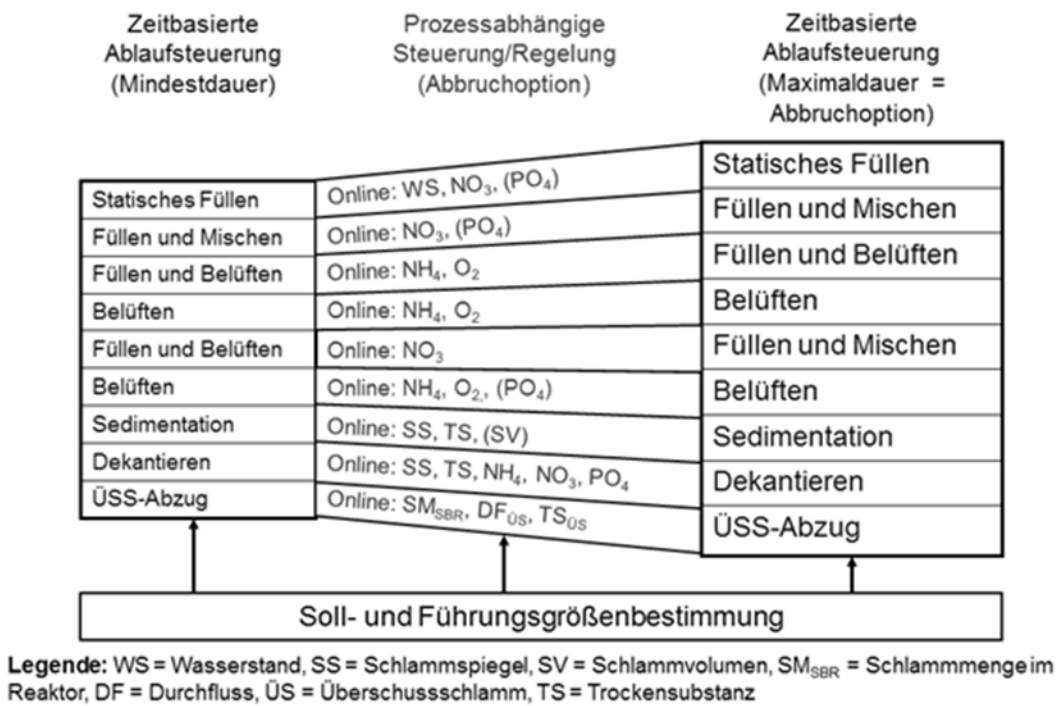 Zeitbasierte
Ablaufsteuerung
(Mindestdauer)
Prozessabhängige
Steuerung/Regelung
(Abbruchoption)
Zeitbasierte
Ablaufsteuerung
(Maximaldauer =
Abbruchoption)
Statisches Füllen
Online: WS, NO₃, (PO₄)
Statisches Füllen
Füllen und Mischen
Online: NO₃, (PO₄)
Füllen und Mischen
Füllen und Belüften
Online: NH₄, O₂
Füllen und Belüften
Belüften
Online: NH₄, O₂
Belüften
Füllen und Belüften
Online: NO₃
Füllen und Mischen
Belüften
Online: NH₄, O₂,, (PO₄)
Belüften
Sedimentation
Online: SS, TS, (SV)
Sedimentation
Dekantieren
Online: SS, TS, NH₄, NO₃, PO₄
Dekantieren
ÜSS-Abzug
Online: SM_SBR, DF_ÜS, TS_ÜS
ÜSS-Abzug
Soll- und Führungsgrößenbestimmung
Legende: WS = Wasserstand, SS = Schlammspiegel, SV = Schlammvolumen, SM_SBR = Schlammmenge im
Reaktor, DF = Durchfluss, ÜS = Überschussschlamm, TS = Trockensubstanz